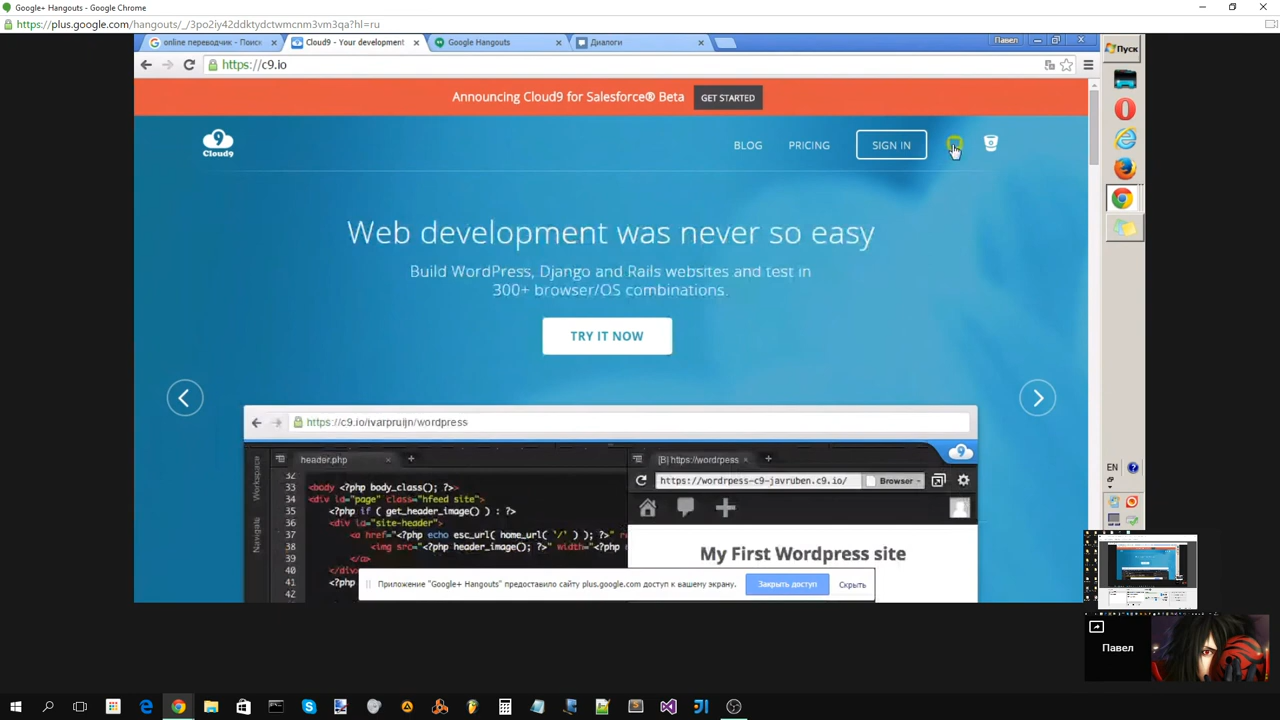 Google+ Hangouts - Google Chrome
https://plus.google.com/hangouts/_/3po2iy42ddktydctwmcnm3vm3qa?hl=ru
online переводчик - Поиск
Cloud9 - Your development
Google Hangouts
Диалоги
Павел
Пуск
https://c9.io
Announcing Cloud9 for Salesforce® Beta
GET STARTED
9
Cloud9
BLOG
PRICING
SIGN IN
Web development was never so easy
Build WordPress, Django and Rails websites and test in
300+ browser/OS combinations.
TRY IT NOW
https://c9.io/ivarpruijn/wordpress
header.php
[B] https://wordrpess
9
Workspace
Navigate
https://wordrpess-c9-javruben.c9.io/
Browser
32
33 <body <?php body_class(); ?>>
34 <div id="page" class="hfeed site">
35 <?php if ( get_header_image() ) : ?>
36 <div id="site-header">
37 <a href="<?php echo esc_url( home_url( '/' ) ); ?>
38 <img src="<?php header_image(); ?>" width="<?php
39 </a>
40 </div>
41 <?php
42
My First Wordpress site
Приложение "Google+ Hangouts" предоставило сайту plus.google.com доступ к вашему экрану.
Закрыть доступ
Скрыть
EN
Павел